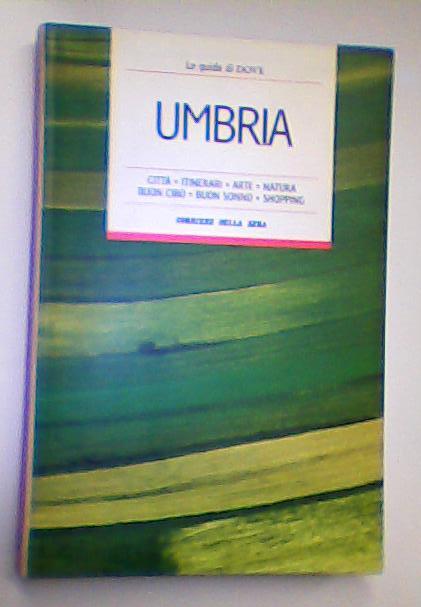 Le guide di DOVE
UMBRIA
CITTÀ • ITINERARI • ARTE • NATURA
BUON CIBO • BUON SONNO • SHOPPING
CORRIERE DELLA SERA